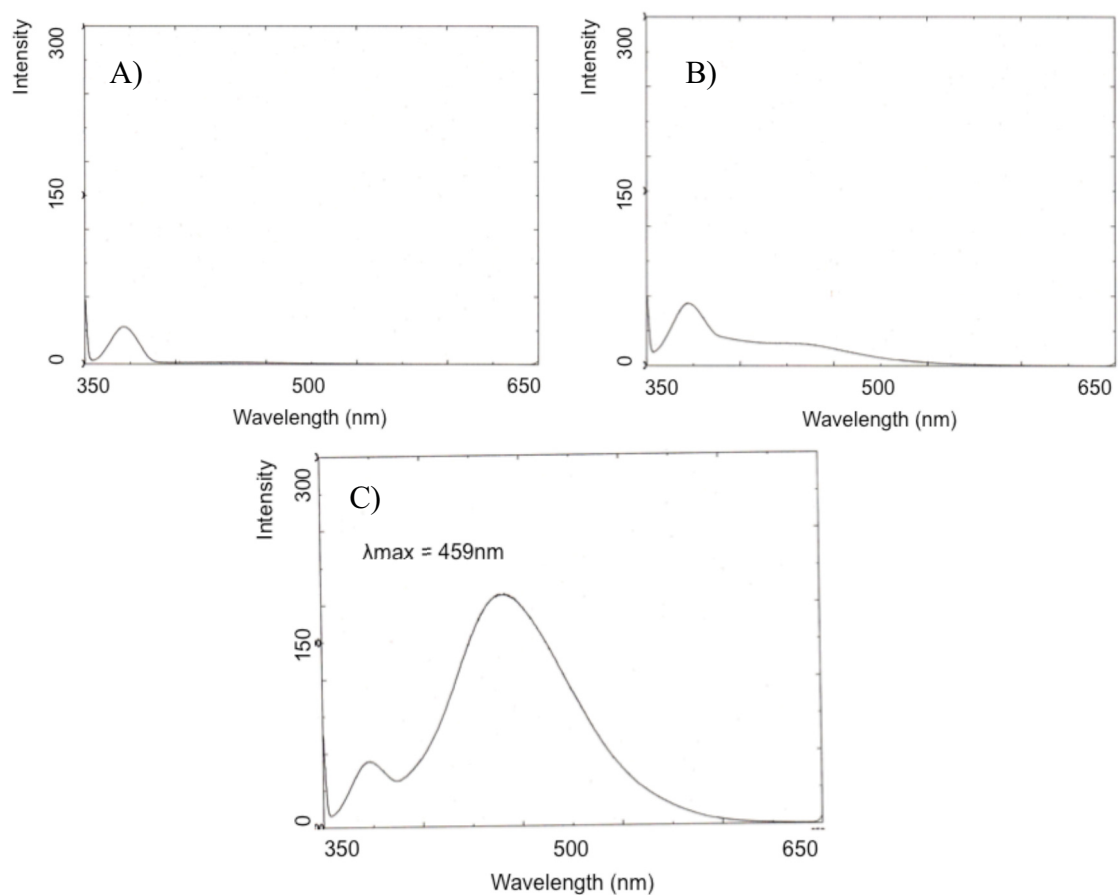 A)
Intensity
300
150
0
350
500
650
Wavelength (nm)
B)
Intensity
300
150
0
350
500
650
Wavelength (nm)
C)
λmax = 459nm
Intensity
300
150
0
350
500
650
Wavelength (nm)